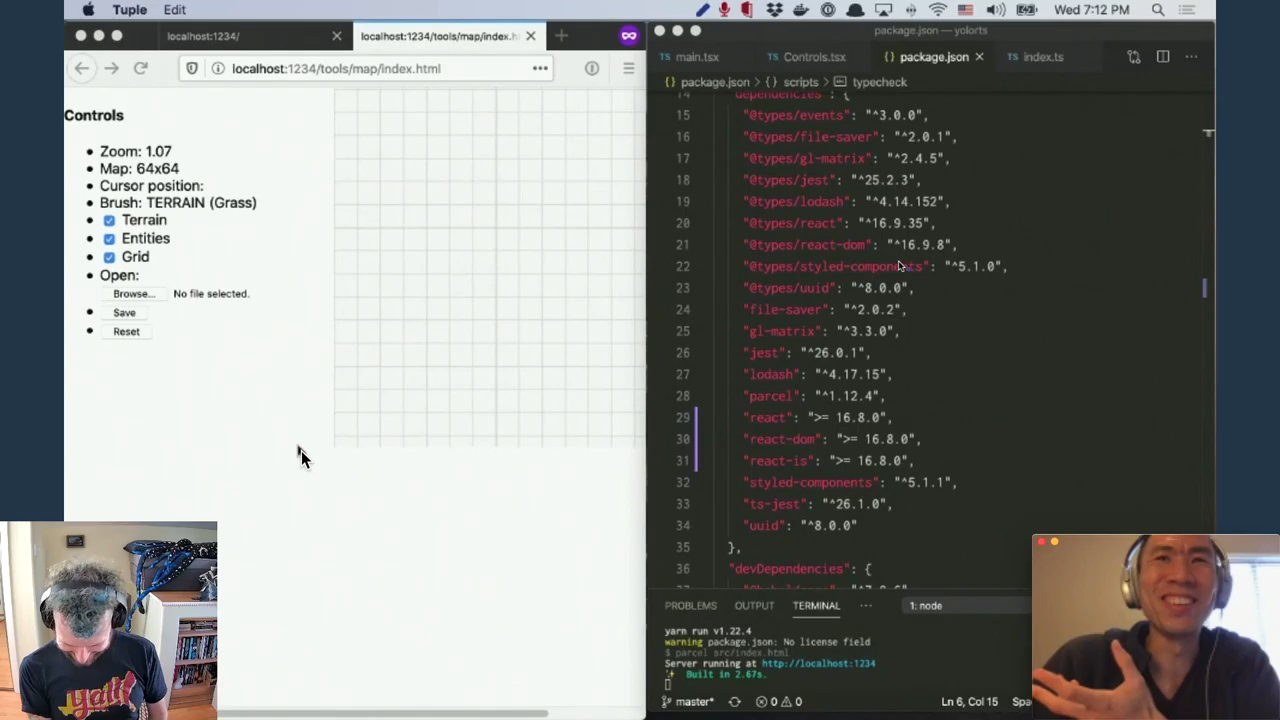 Tuple Edit
Wed 7:12 PM
localhost:1234/
localhost:1234/tools/map/index.h
localhost:1234/tools/map/index.html
Controls
Zoom: 1.07
Map: 64x64
Cursor position:
Brush: TERRAIN (Grass)
Terrain
Entities
Grid
Open:
Browse... No file selected.
Save
Reset
package.json — yolorts
TS main.tsx
TS Controls.tsx
{} package.json
TS index.ts
{} package.json > {} scripts > typecheck
14 "dependencies": {
15 "@types/events": "^3.0.0",
16 "@types/file-saver": "^2.0.1",
17 "@types/gl-matrix": "^2.4.5",
18 "@types/jest": "^25.2.3",
19 "@types/lodash": "^4.14.152",
20 "@types/react": "^16.9.35",
21 "@types/react-dom": "^16.9.8",
22 "@types/styled-components": "^5.1.0",
23 "@types/uuid": "^8.0.0",
24 "file-saver": "^2.0.2",
25 "gl-matrix": "^3.3.0",
26 "jest": "^26.0.1",
27 "lodash": "^4.17.15",
28 "parcel": "^1.12.4",
29 "react": ">= 16.8.0",
30 "react-dom": ">= 16.8.0",
31 "react-is": ">= 16.8.0",
32 "styled-components": "^5.1.1",
33 "ts-jest": "^26.1.0",
34 "uuid": "^8.0.0"
35 },
36 "devDependencies": {
PROBLEMS OUTPUT TERMINAL ··· 1: node
yarn run v1.22.4
warning package.json: No license field
$ parcel src/index.html
Server running at http://localhost:1234
Built in 2.67s.
master* 0 0 Ln 6, Col 15 Spa